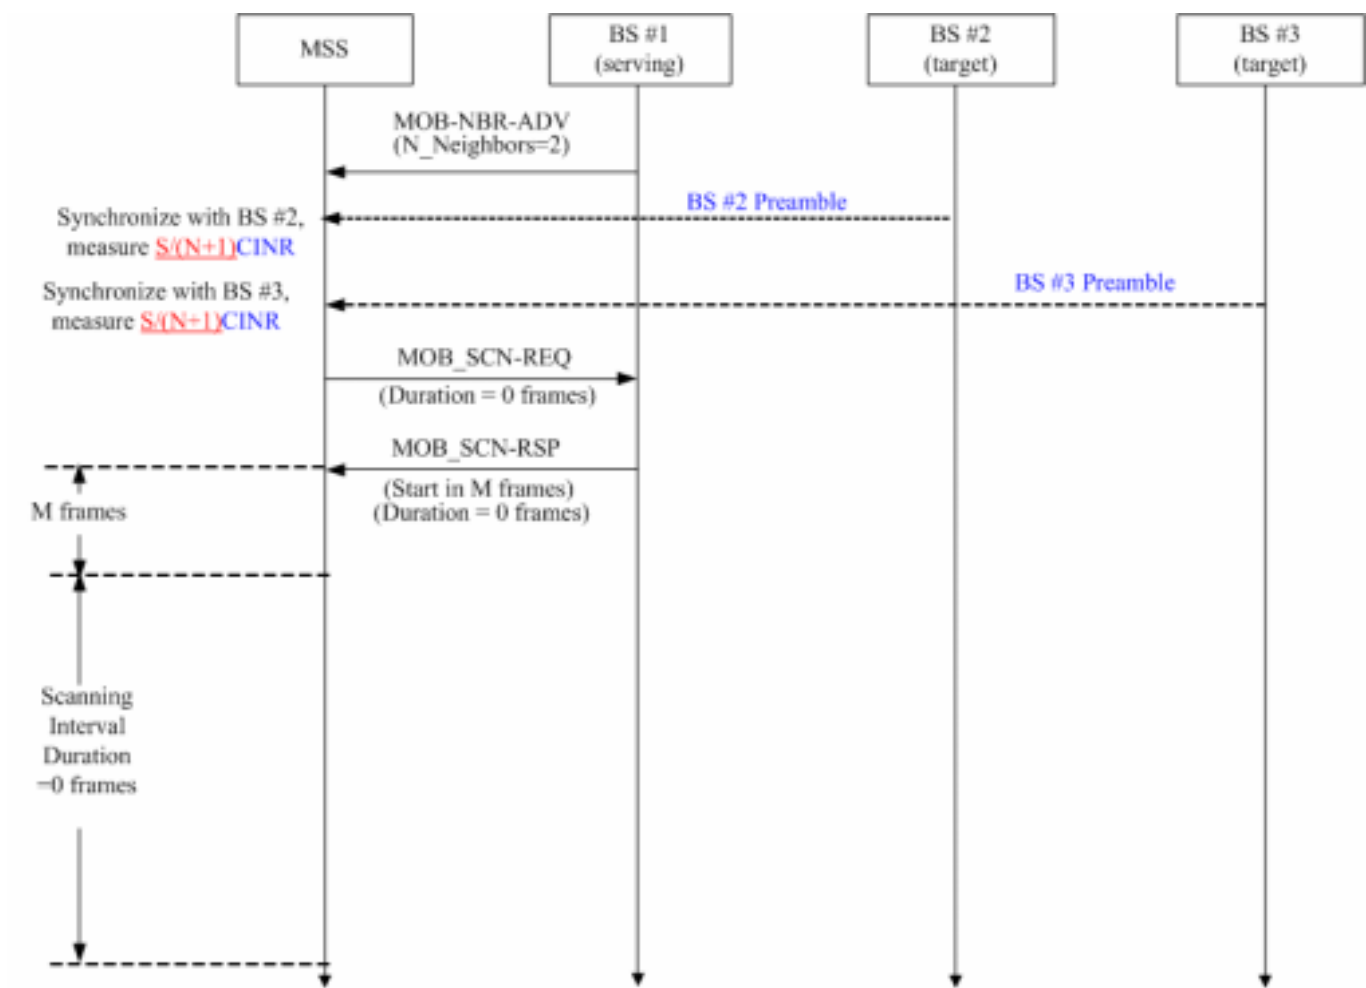 MSS
BS #1
(serving)
BS #2
(target)
BS #3
(target)
MOB-NBR-ADV
(N_Neighbors=2)
BS #2 Preamble
Synchronize with BS #2,
measure S/(N+1)CINR
BS #3 Preamble
Synchronize with BS #3,
measure S/(N+1)CINR
MOB_SCN-REQ
(Duration = 0 frames)
MOB_SCN-RSP
(Start in M frames)
(Duration = 0 frames)
M frames
Scanning
Interval
Duration
=0 frames